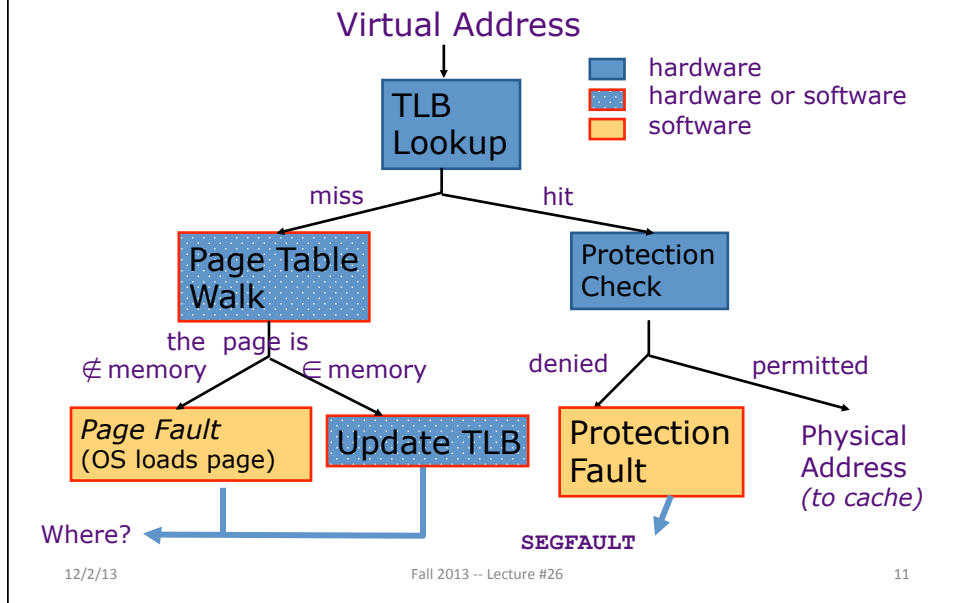 Virtual Address
hardware
hardware or software
software
TLB
Lookup
miss
hit
Page Table
Walk
Protection
Check
the page is
∉ memory
∈ memory
denied
permitted
Page Fault
(OS loads page)
Update TLB
Protection
Fault
Physical
Address
(to cache)
Where?
SEGFAULT
12/2/13
Fall 2013 -- Lecture #26
11